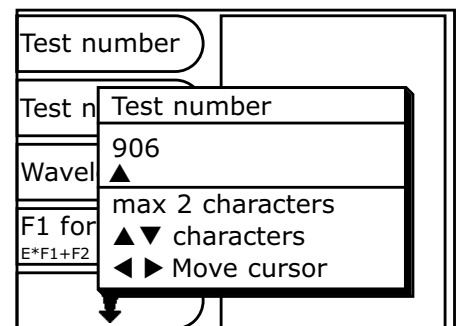 Test number
Test n
Test number
906
▲
Wavel
max 2 characters
▲▼ characters
◀ ▶ Move cursor
F1 for
E*F1+F2